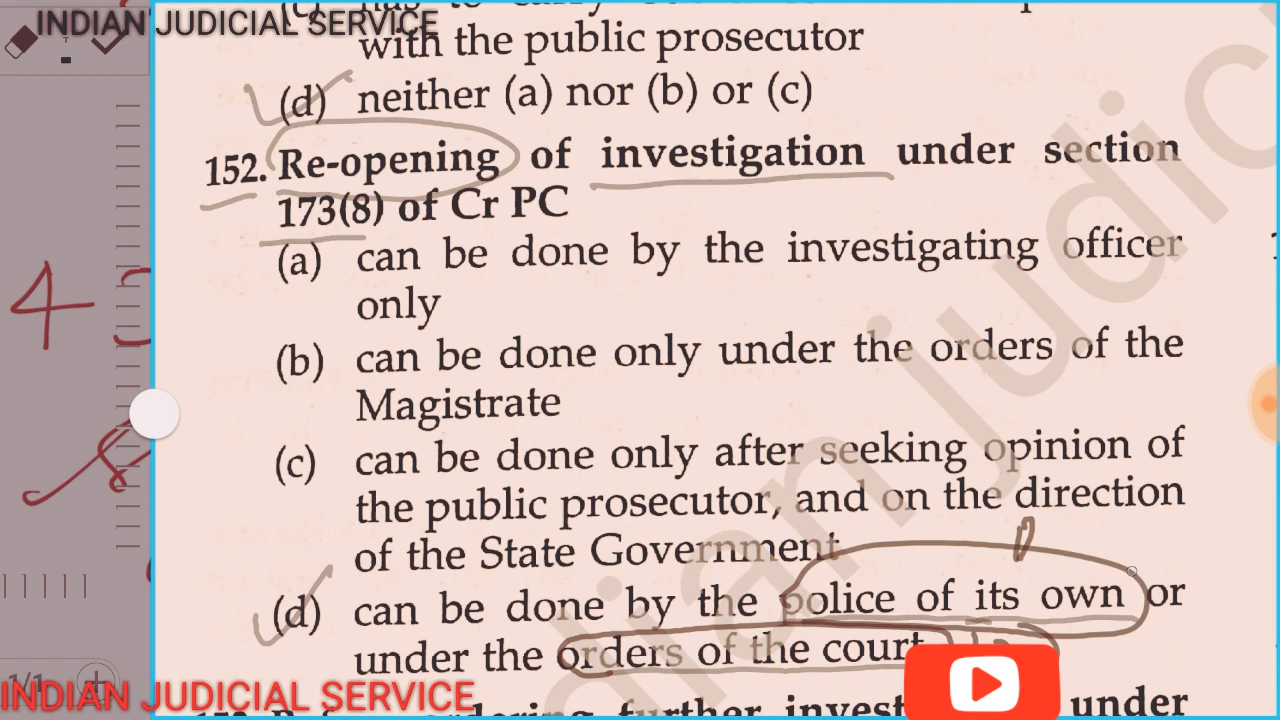 INDIAN JUDICIAL SERVICE
with the public prosecutor
(d) neither (a) nor (b) or (c)
152. Re-opening of investigation under section
173(8) of Cr PC
(a) can be done by the investigating officer
only
(b) can be done only under the orders of the
Magistrate
(c) can be done only after seeking opinion of
the public prosecutor, and on the direction
of the State Government
(d) can be done by the police of its own or
under the orders of the court
under
INDIAN JUDICIAL SERVICE
1/1